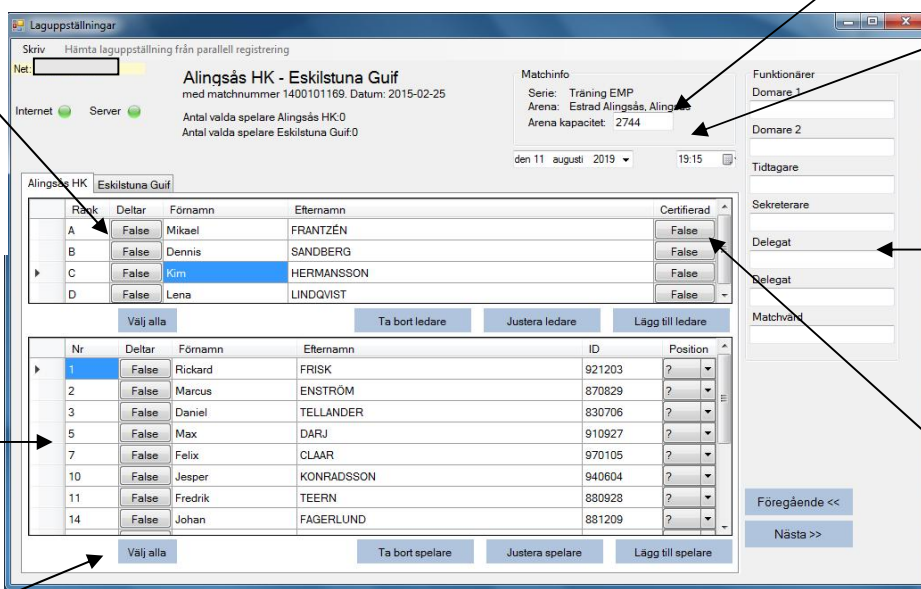 Laguppställningar
Skriv Hämta laguppställning från parallell registrering
Net:
Internet Server
Alingsås HK - Eskilstuna Guif
med matchnummer 1400101169. Datum: 2015-02-25
Antal valda spelare Alingsås HK:0
Antal valda spelare Eskilstuna Guif:0
Matchinfo
Serie: Träning EMP
Arena: Estrad Alingsås, Alingsås
Arena kapacitet: 2744
den 11 augusti 2019 19:15
Funktionärer
Domare 1
Domare 2
Tidtagare
Sekreterare
Delegat
Delegat
Matchvärd
Alingsås HK Eskilstuna Guif
Rank Deltar Förnamn Efternamn Certifierad
A False Mikael FRANTZÉN False
B False Dennis SANDBERG False
C False Kim HERMANSSON False
D False Lena LINDQVIST False
Välj alla Ta bort ledare Justera ledare Lägg till ledare
Nr Deltar Förnamn Efternamn ID Position
1 False Rickard FRISK 921203 ?
2 False Marcus ENSTRÖM 870829 ?
3 False Daniel TELLANDER 830706 ?
5 False Max DARJ 910927 ?
7 False Felix CLAAR 970105 ?
10 False Jesper KONRADSSON 940604 ?
11 False Fredrik TEERN 880928 ?
14 False Johan FAGERLUND 881209 ?
Välj alla Ta bort spelare Justera spelare Lägg till spelare
Föregående <<
Nästa >>